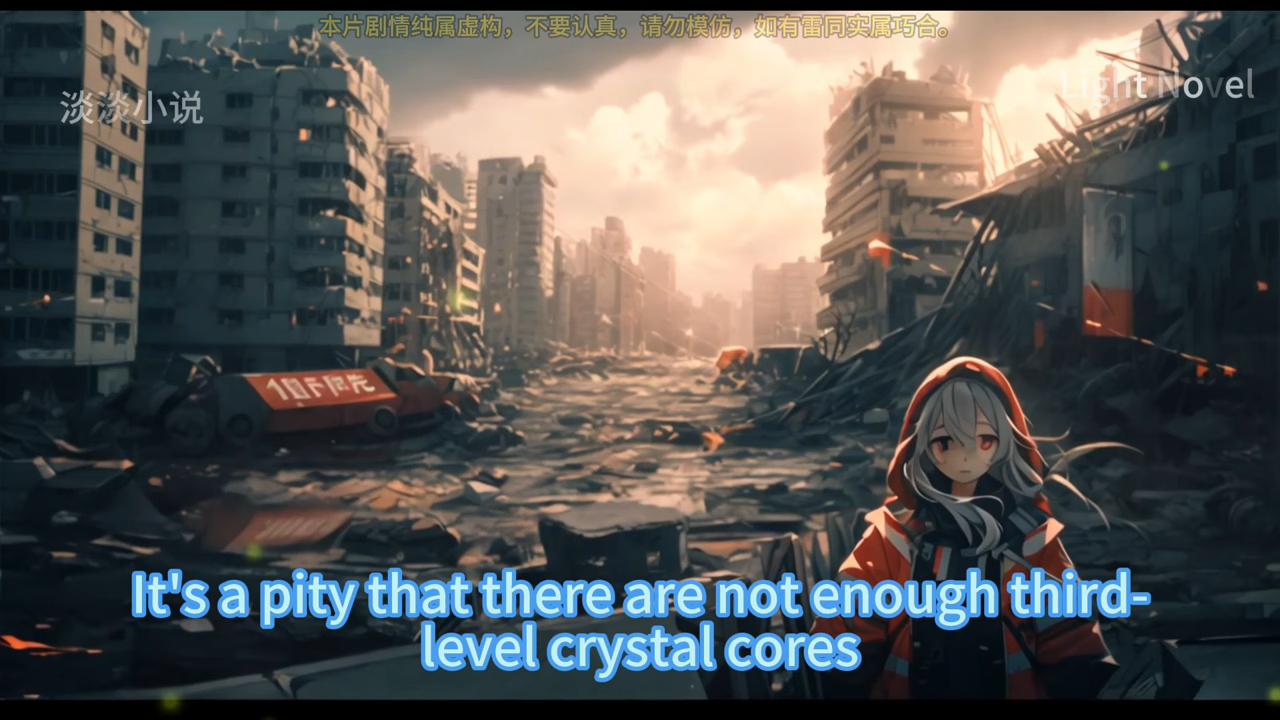 本片剧情纯属虚构，不要认真，请勿模仿，如有雷同实属巧合。
淡淡小说
Light Novel
It's a pity that there are not enough third-
level crystal cores